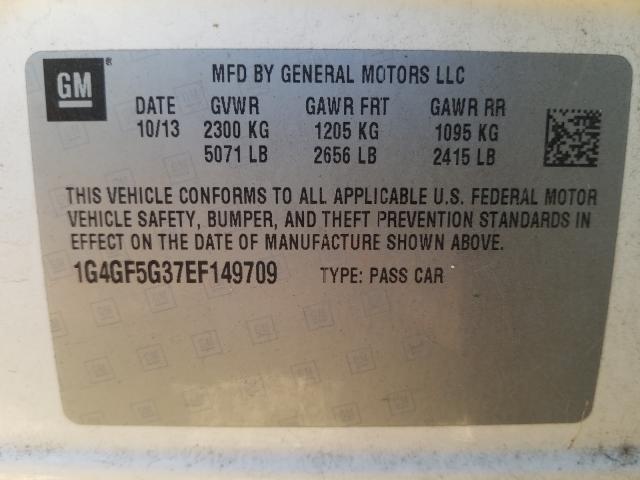 GM
MFD BY GENERAL MOTORS LLC
DATE GVWR GAWR FRT GAWR RR
10/13 2300 KG 1205 KG 1095 KG
5071 LB 2656 LB 2415 LB
THIS VEHICLE CONFORMS TO ALL APPLICABLE U.S. FEDERAL MOTOR
VEHICLE SAFETY, BUMPER, AND THEFT PREVENTION STANDARDS IN
EFFECT ON THE DATE OF MANUFACTURE SHOWN ABOVE.
1G4GF5G37EF149709 TYPE: PASS CAR